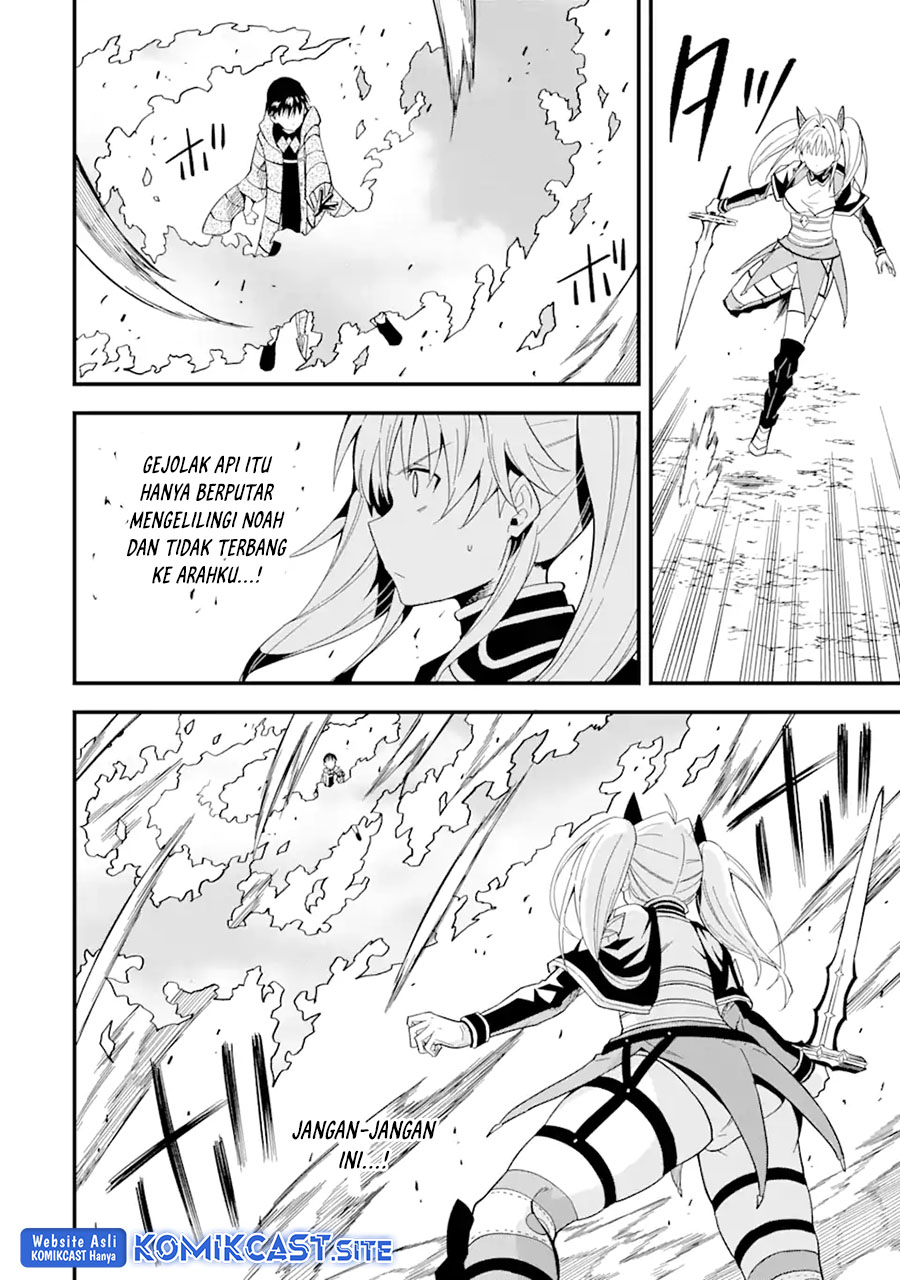 タッ
ボ
ボ
GEJOLAK API ITU
HANYA BERPUTAR
MENGELILINGI NOAH
DAN TIDAK TERBANG
KE ARAHKU...!
JANGAN-JANGAN
INI...!
Website Asli
KOMIKCAST Hanya
KOMIKCAST.SITE